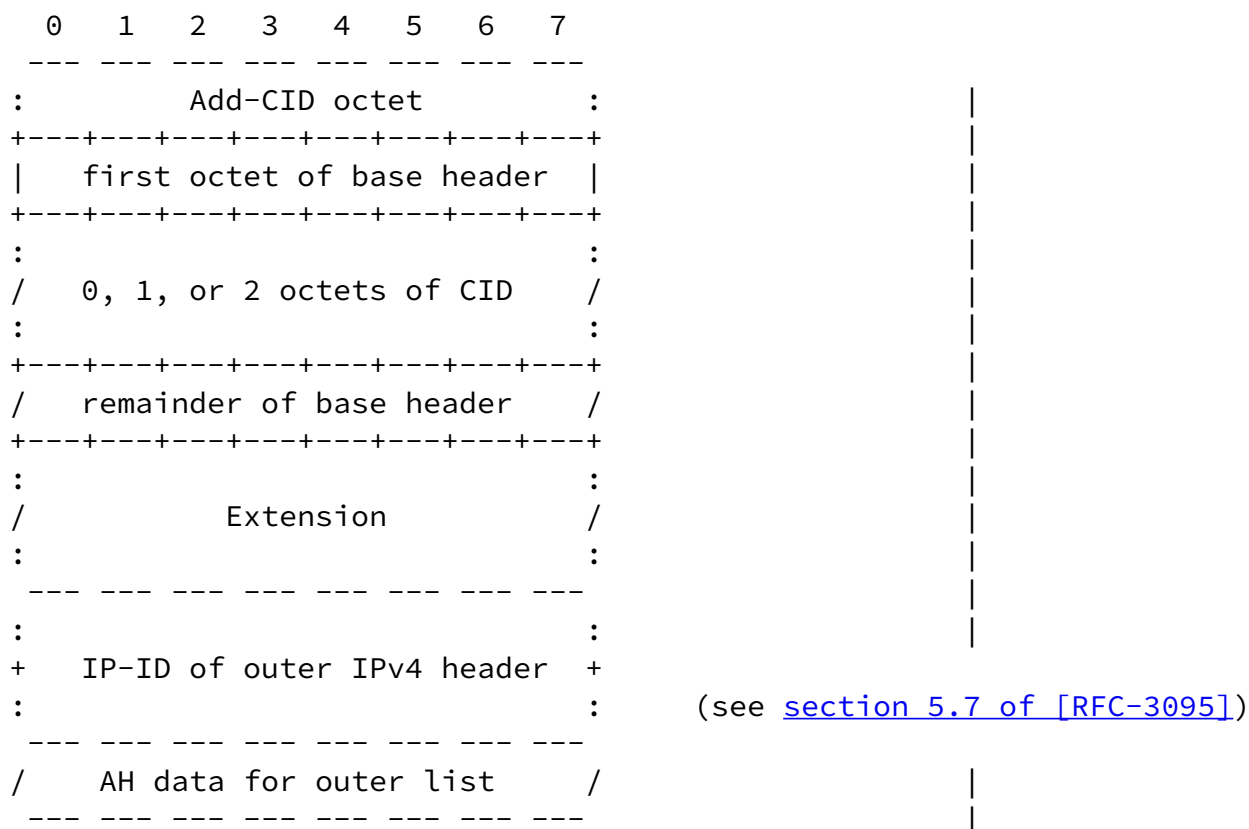 0   1   2   3   4   5   6   7
 --- --- --- --- --- --- --- ---
:         Add-CID octet         :                     |
+---+---+---+---+---+---+---+---+                     |
|   first octet of base header  |                     |
+---+---+---+---+---+---+---+---+                     |
:                               :                     |
/   0, 1, or 2 octets of CID    /                     |
:                               :                     |
+---+---+---+---+---+---+---+---+                     |
/   remainder of base header    /                     |
+---+---+---+---+---+---+---+---+                     |
:                               :                     |
/           Extension           /                     |
:                               :                     |
 --- --- --- --- --- --- --- ---                      |
:                               :                     |
+   IP-ID of outer IPv4 header  +
:                               :     (see section 5.7 of [RFC-3095])
 --- --- --- --- --- --- --- ---
/    AH data for outer list     /                     |
 --- --- --- --- --- --- --- ---                      |